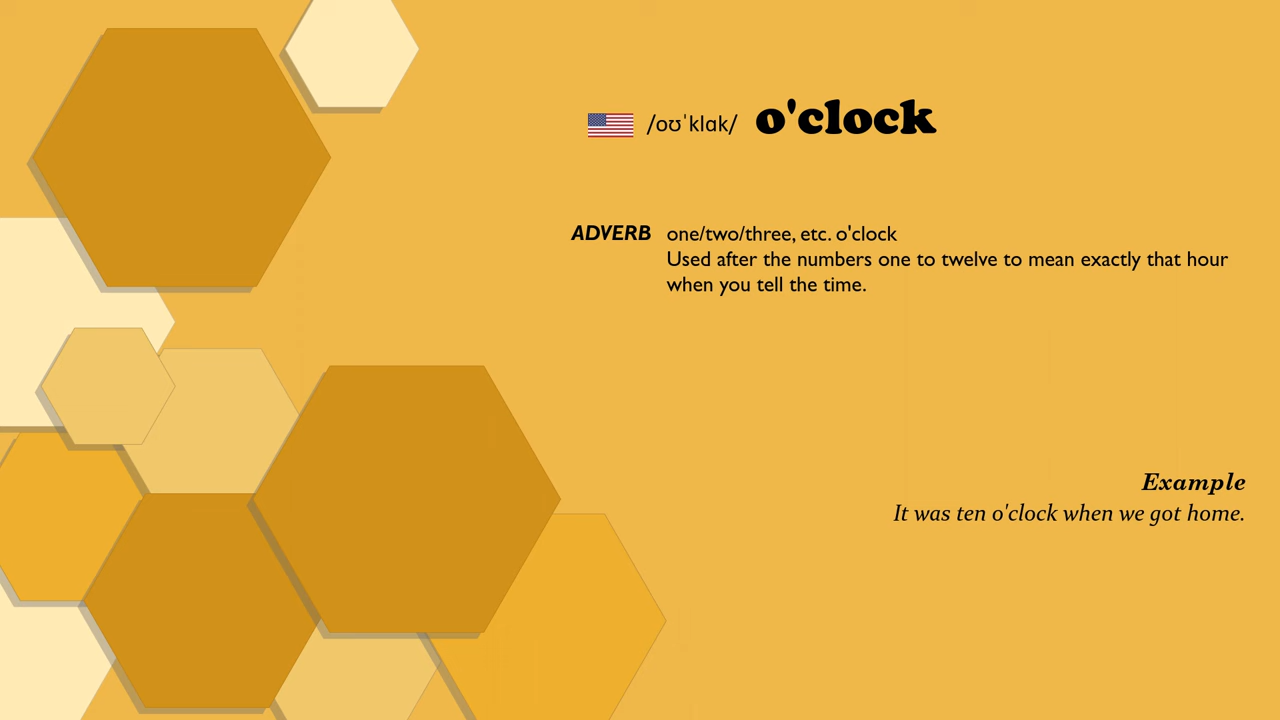 /oʊˈklɑk/ o'clock
ADVERB one/two/three, etc. o'clock
Used after the numbers one to twelve to mean exactly that hour
when you tell the time.
Example
It was ten o'clock when we got home.